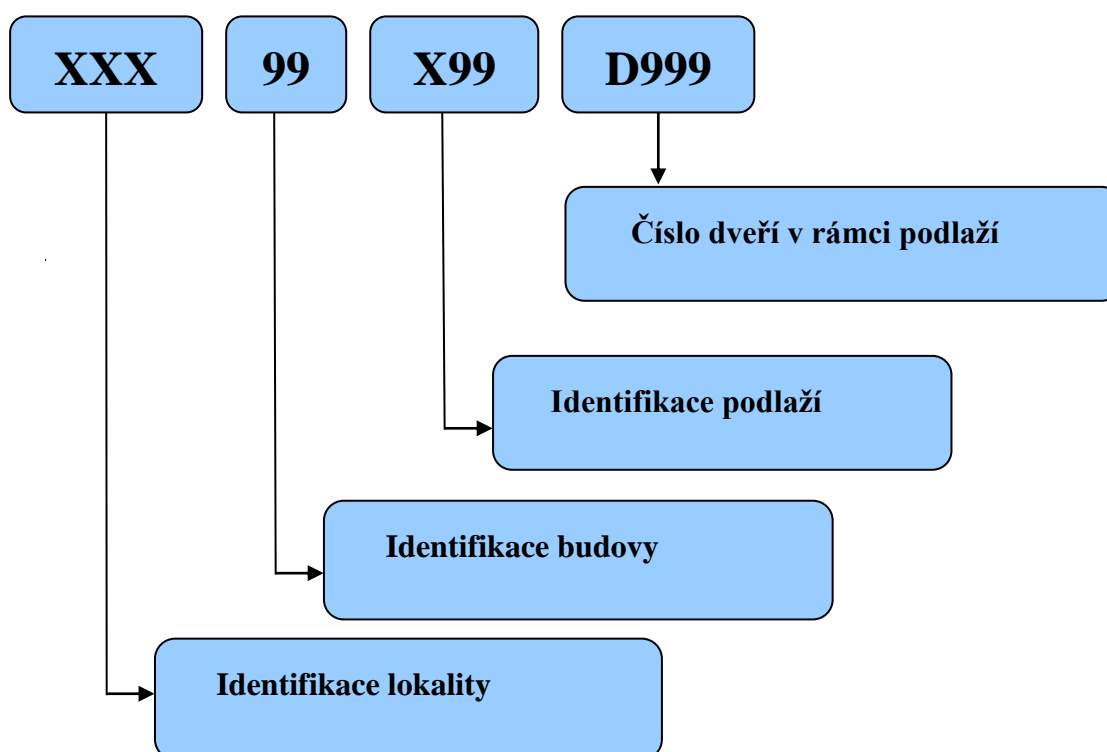 XXX 99 X99 D999
Číslo dveří v rámci podlaží
Identifikace podlaží
Identifikace budovy
Identifikace lokality